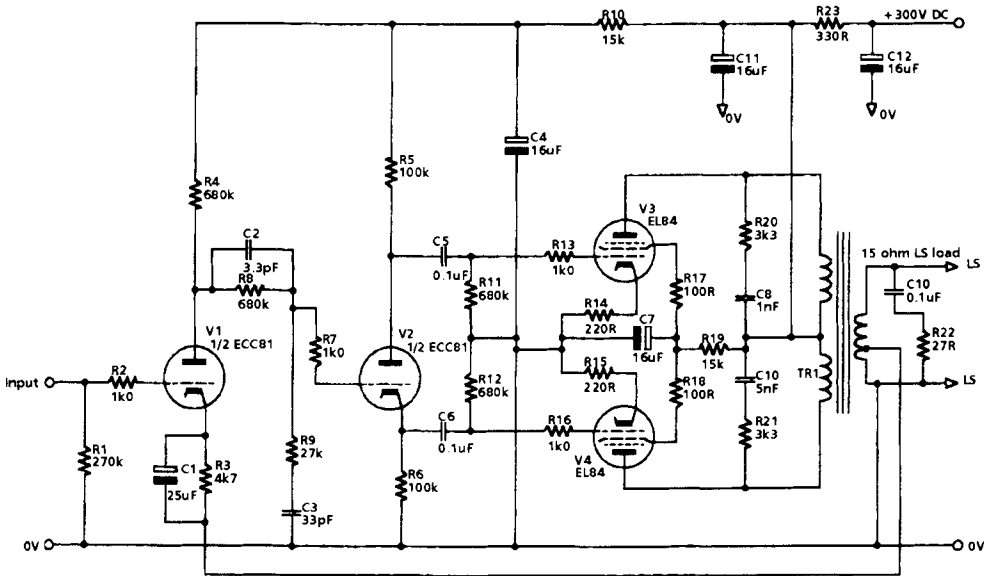 R10
15k
R23
330R
+300V DC
C11
16uF
C12
16uF
0V
0V
C4
16uF
R5
100k
R4
680k
V3
EL84
R20
3k3
C2
3.3pF
R8
680k
C5
0.1uF
R13
1k0
15 ohm LS load
LS
C10
0.1uF
R11
680k
R17
100R
C8
1nF
R14
220R
C7
16uF
R22
27R
V1
1/2 ECC81
R7
1k0
V2
1/2 ECC81
R19
15k
R15
220R
R12
680k
R18
100R
C10
5nF
TR1
LS
Input
R2
1k0
C6
0.1uF
R16
1k0
R21
3k3
V4
EL84
R1
270k
C1
25uF
R3
4k7
R9
27k
R6
100k
C3
33pF
0V
0V